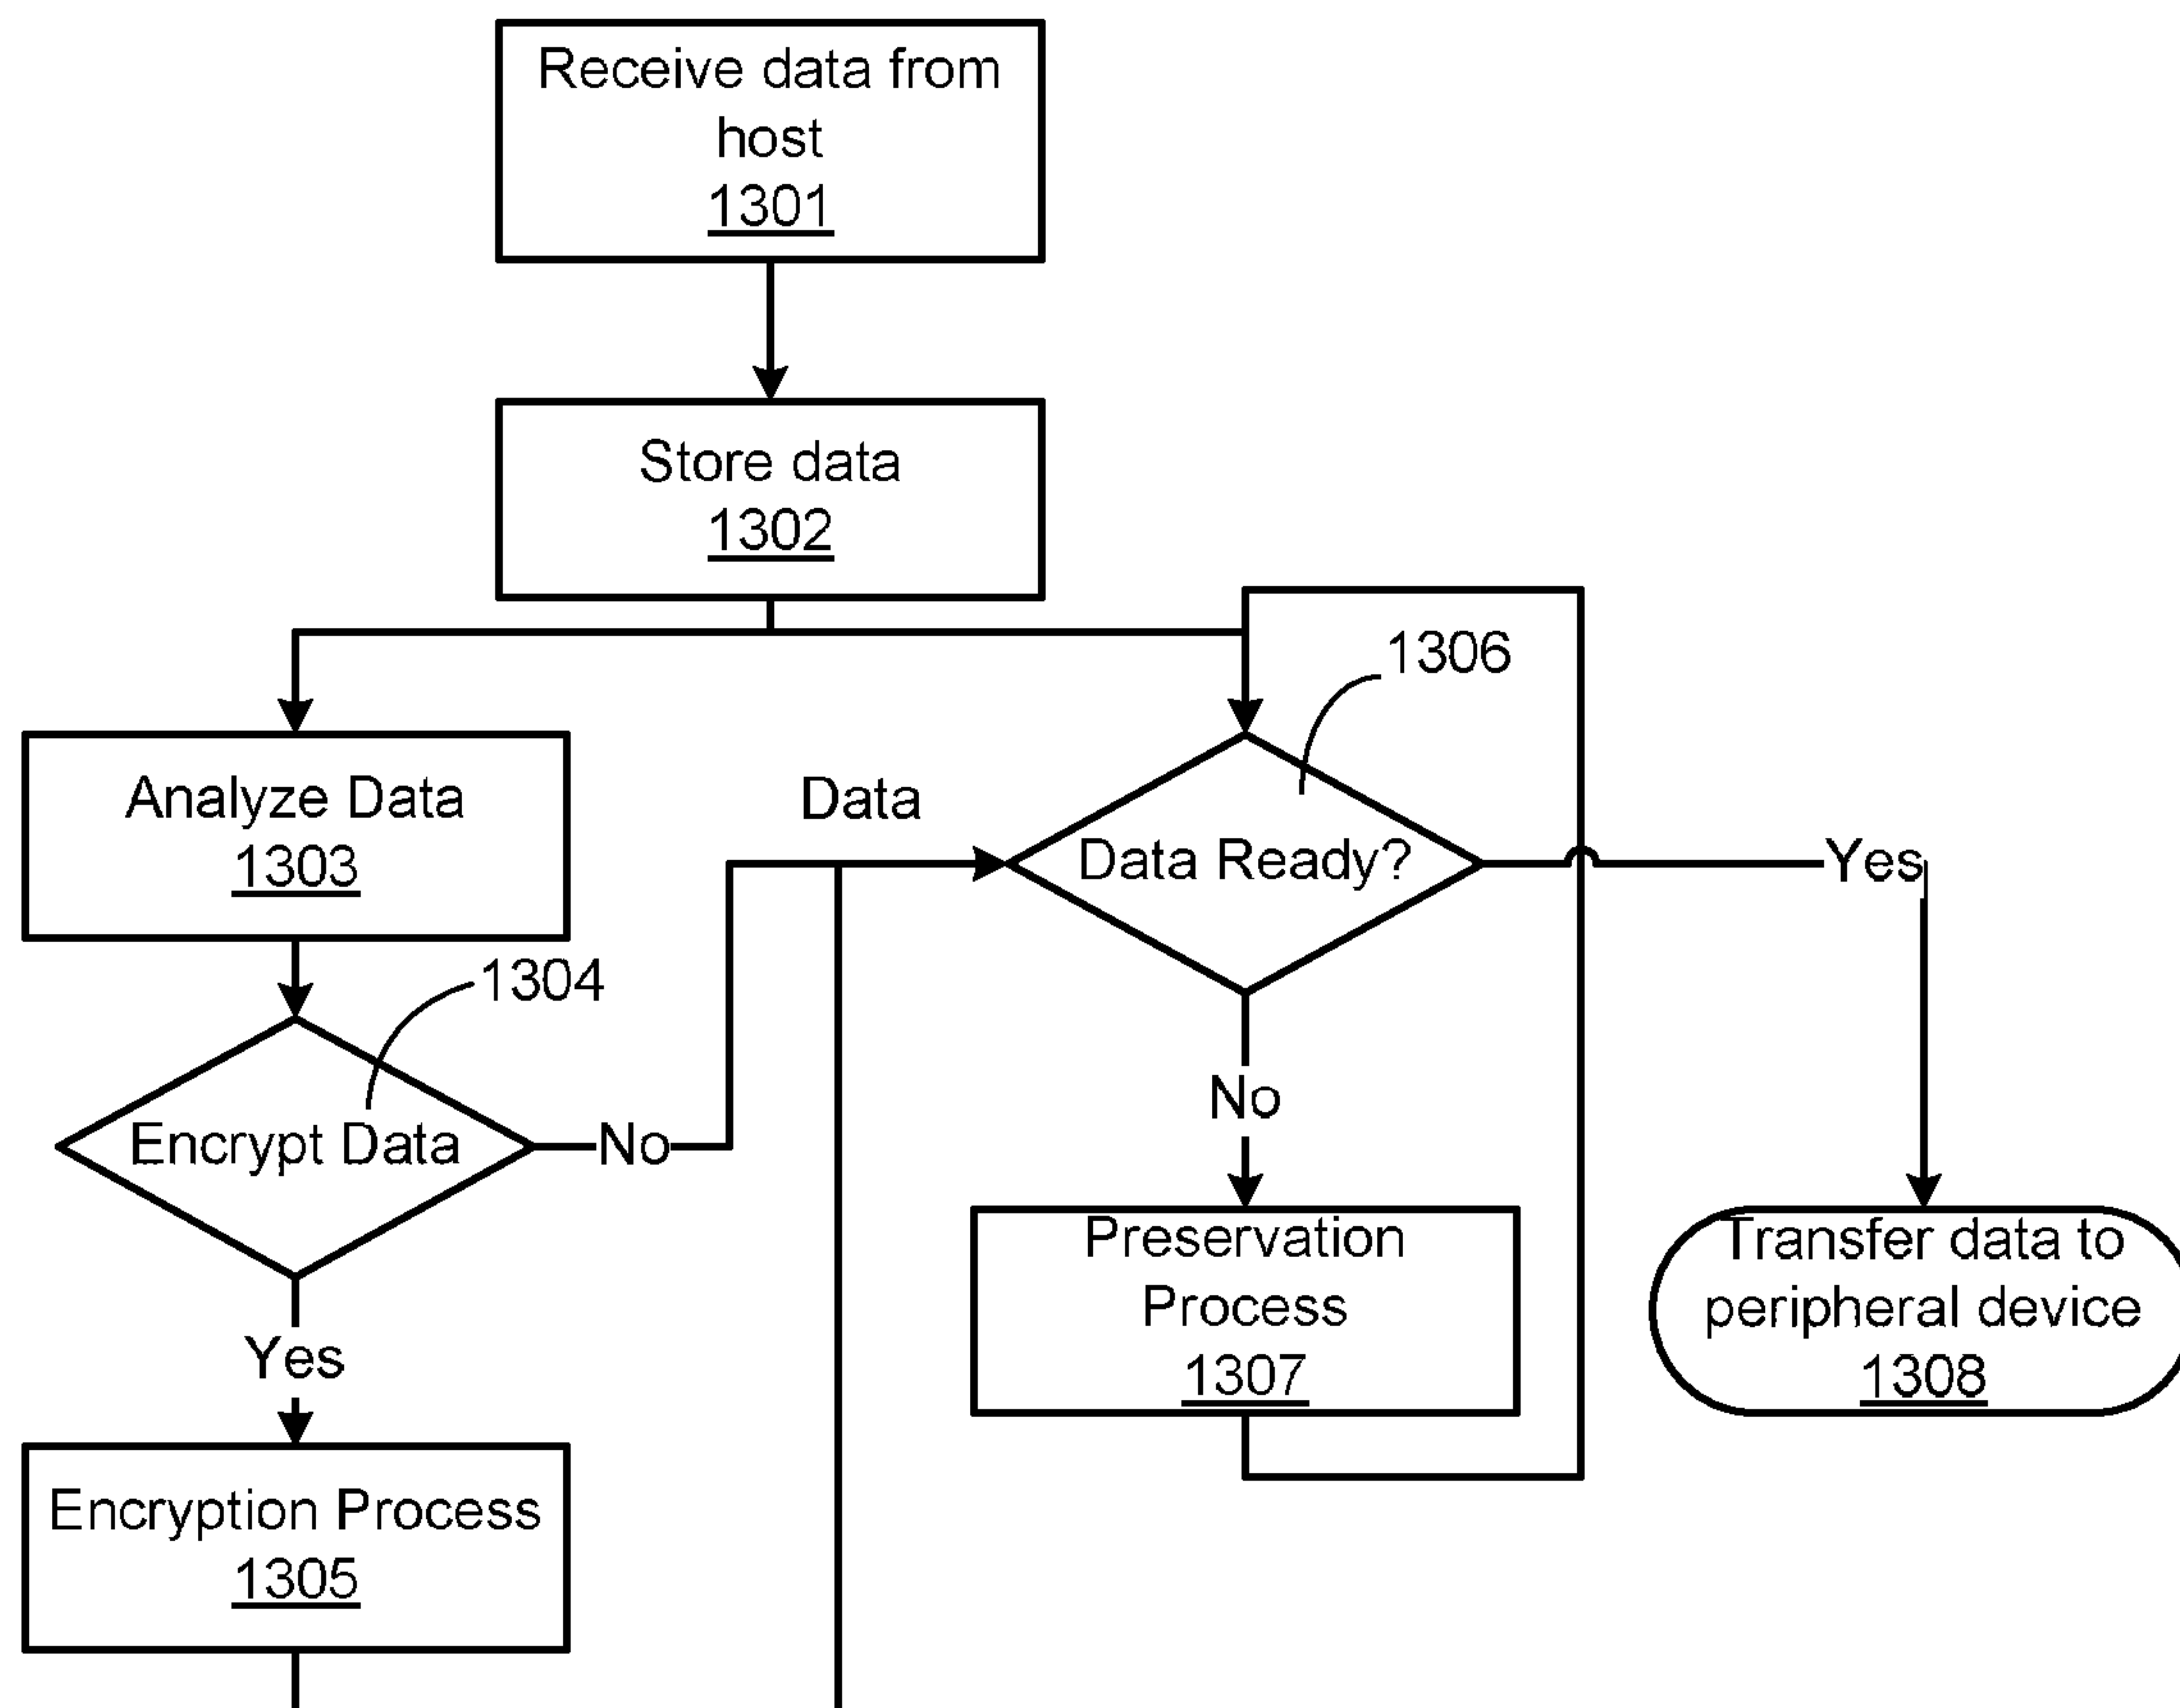 Receive data from
host
1301
Store data
1302
1306
Analyze Data
1303
Data
Data Ready?
Yes
1304
Encrypt Data
No
No
Preservation
Process
1307
Transfer data to
peripheral device
1308
Yes
Encryption Process
1305